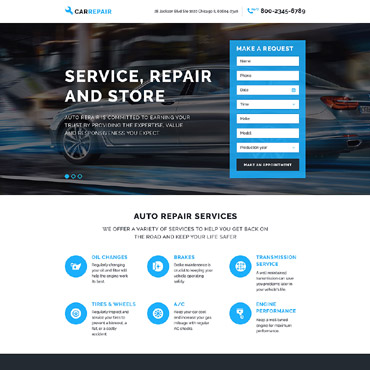 CARREPAIR
28 Jackson Blvd Ste 1020 Chicago IL 60604-2340
800-2345-6789
SERVICE, REPAIR
AND STORE
AUTO REPAIR IS COMMITTED TO EARNING YOUR
TRUST BY PROVIDING THE EXPERTISE, VALUE
AND RESPONSIVENESS YOU EXPECT.
MAKE A REQUEST
Name
Phone
Date
Time
Make
Model
Production year
MAKE AN APPOINTMENT
AUTO REPAIR SERVICES
WE OFFER A VARIETY OF SERVICES TO HELP YOU GET BACK ON
THE ROAD AND KEEP YOUR LIFE SAFER
OIL CHANGES
Regularly changing
your oil and filter will
help the engine work
to last.
BRAKES
Brake maintenance is
crucial to keeping your
vehicle operating
safely.
TRANSMISSION
SERVICE
A well maintained
transmission can save
you
in
your vehicle's life.
TIRES & WHEELS
Regularly inspect and
rotate your tires to
prevent a blowout, a
flat, or a costly
accident.
A/C
Keep your car cool
and increase your gas
mileage with regular
AC checks.
ENGINE
PERFORMANCE
Keep a well-tuned
engine for maximum
performance.